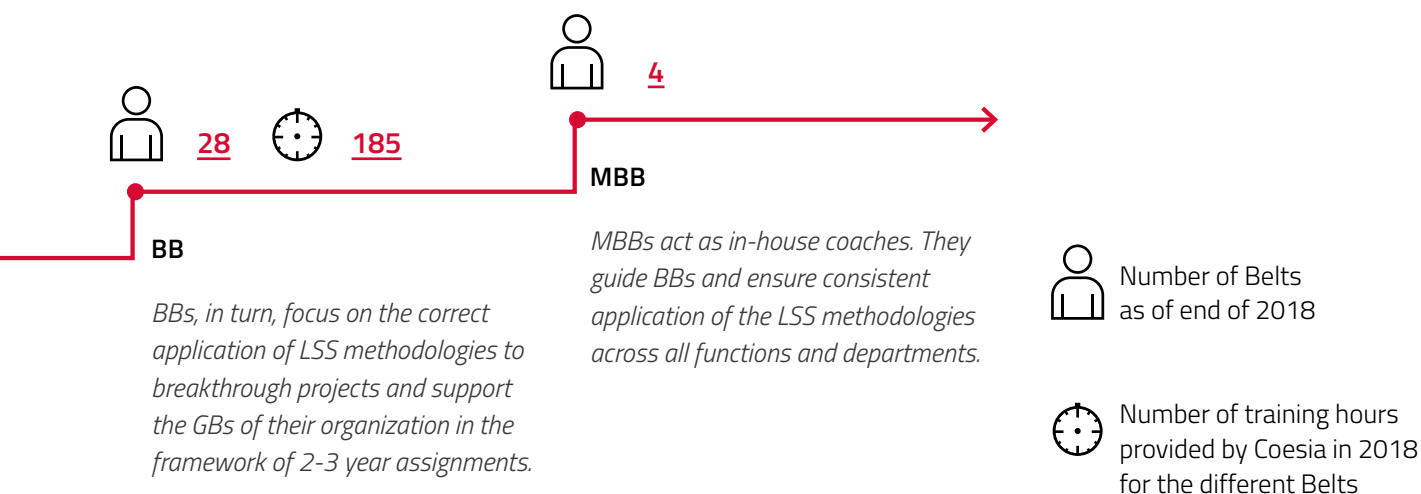 4
28
185
MBB
BB
MBBs act as in-house coaches. They
guide BBs and ensure consistent
application of the LSS methodologies
across all functions and departments.
BBs, in turn, focus on the correct
application of LSS methodologies to
breakthrough projects and support
the GBs of their organization in the
framework of 2-3 year assignments.
Number of Belts
as of end of 2018
Number of training hours
provided by Coesia in 2018
for the different Belts